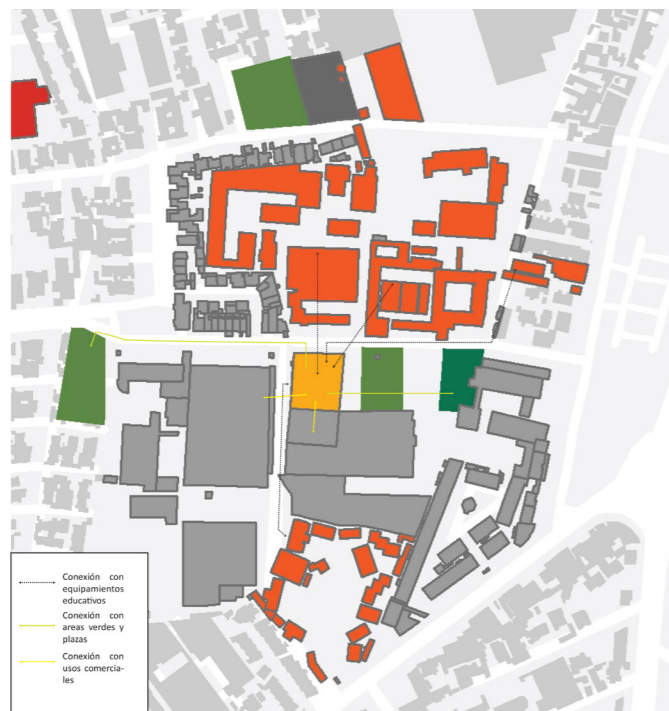 Conexión con
equipamientos
educativos
Conexión con
areas verdes y
plazas
Conexión con
usos comercia-
les